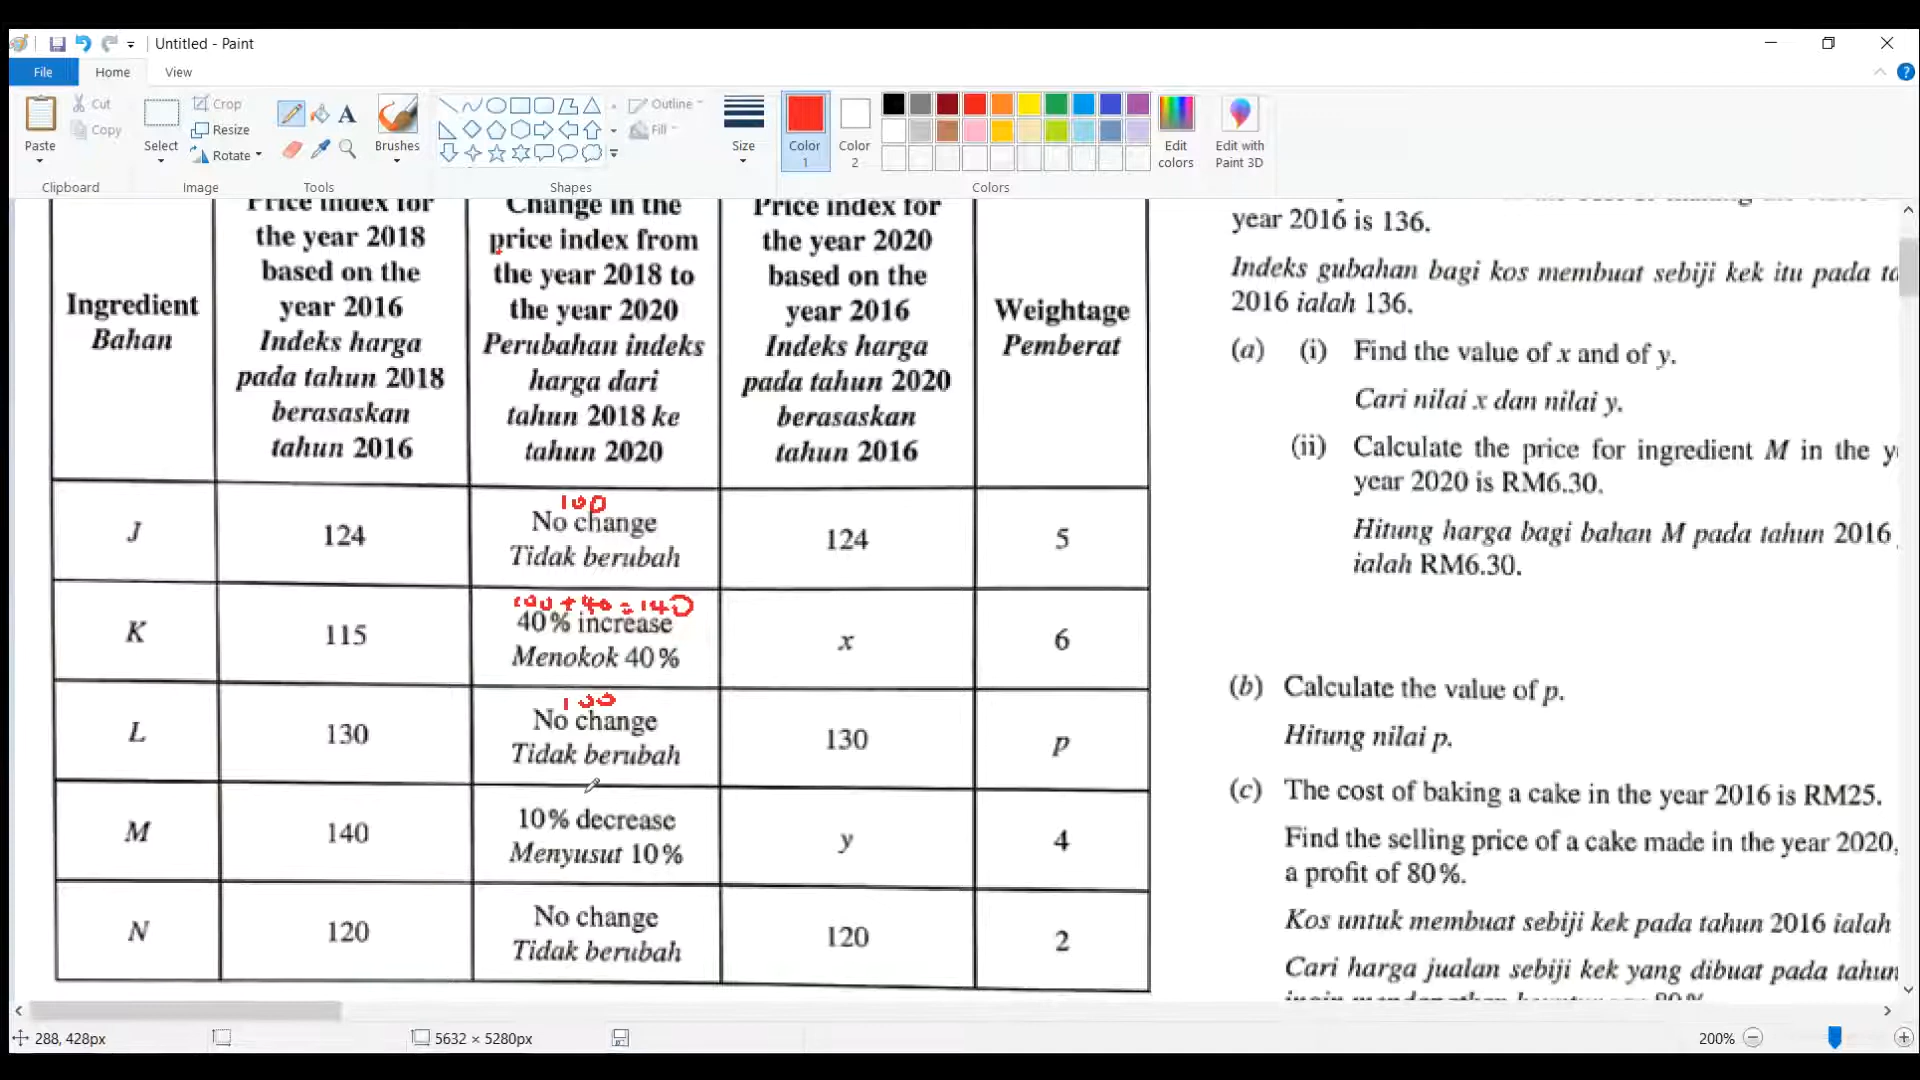 Untitled - Paint
File
Home
View
Paste
Cut
Copy
Clipboard
Select
Crop
Resize
Rotate
Image
A
Tools
Brushes
Outline
Fill
Shapes
Size
Color
1
Color
2
Edit
colors
Edit with
Paint 3D
Colors
Ingredient
Bahan
Price index for
the year 2018
based on the
year 2016
Indeks harga
pada tahun 2018
berasaskan
tahun 2016
Change in the
price index from
the year 2018 to
the year 2020
Perubahan indeks
harga dari
tahun 2018 ke
tahun 2020
Price index for
the year 2020
based on the
year 2016
Indeks harga
pada tahun 2020
berasaskan
tahun 2016
Weightage
Pemberat
J
124
100
No change
Tidak berubah
124
5
K
115
100 + 40 = 140
40% increase
Menokok 40%
x
6
L
130
100
No change
Tidak berubah
130
p
M
140
10% decrease
Menyusut 10%
y
4
N
120
No change
Tidak berubah
120
2
year 2016 is 136.
Indeks gubahan bagi kos membuat sebiji kek itu pada ta
2016 ialah 136.
(a) (i) Find the value of x and of y.
Cari nilai x dan nilai y.
(ii) Calculate the price for ingredient M in the y
year 2020 is RM6.30.
Hitung harga bagi bahan M pada tahun 2016
ialah RM6.30.
(b) Calculate the value of p.
Hitung nilai p.
(c) The cost of baking a cake in the year 2016 is RM25.
Find the selling price of a cake made in the year 2020,
a profit of 80%.
Kos untuk membuat sebiji kek pada tahun 2016 ialah
Cari harga jualan sebiji kek yang dibuat pada tahun
288, 428px
5632 × 5280px
200%